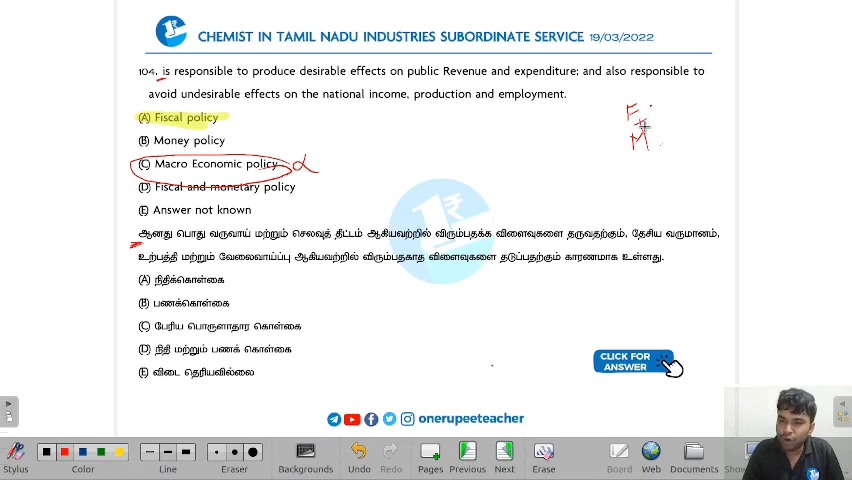 CHEMIST IN TAMIL NADU INDUSTRIES SUBORDINATE SERVICE 19/03/2022
104. is responsible to produce desirable effects on public Revenue and expenditure; and also responsible to
avoid undesirable effects on the national income, production and employment.
(A) Fiscal policy
(B) Money policy
(C) Macro Economic policy
(D) Fiscal and monetary policy
(E) Answer not known
F
+
M
ஆனது பொது வருவாய் மற்றும் செலவுத் திட்டம் ஆகியவற்றில் விரும்பதக்க விளைவுகளை தருவதற்கும், தேசிய வருமானம்,
உற்பத்தி மற்றும் வேலைவாய்ப்பு ஆகியவற்றில் விரும்பதகாத விளைவுகளை தடுப்பதற்கும் காரணமாக உள்ளது.
(A) நிதிக்கொள்கை
(B) பணக்கொள்கை
(C) பேரிய பொருளாதார கொள்கை
(D) நிதி மற்றும் பணக் கொள்கை
(E) விடை தெரியவில்லை
CLICK FOR
ANSWER
onerupeeteacher
Stylus Color Line Eraser Backgrounds Undo Redo Pages Previous Next Erase Board Web Documents Show